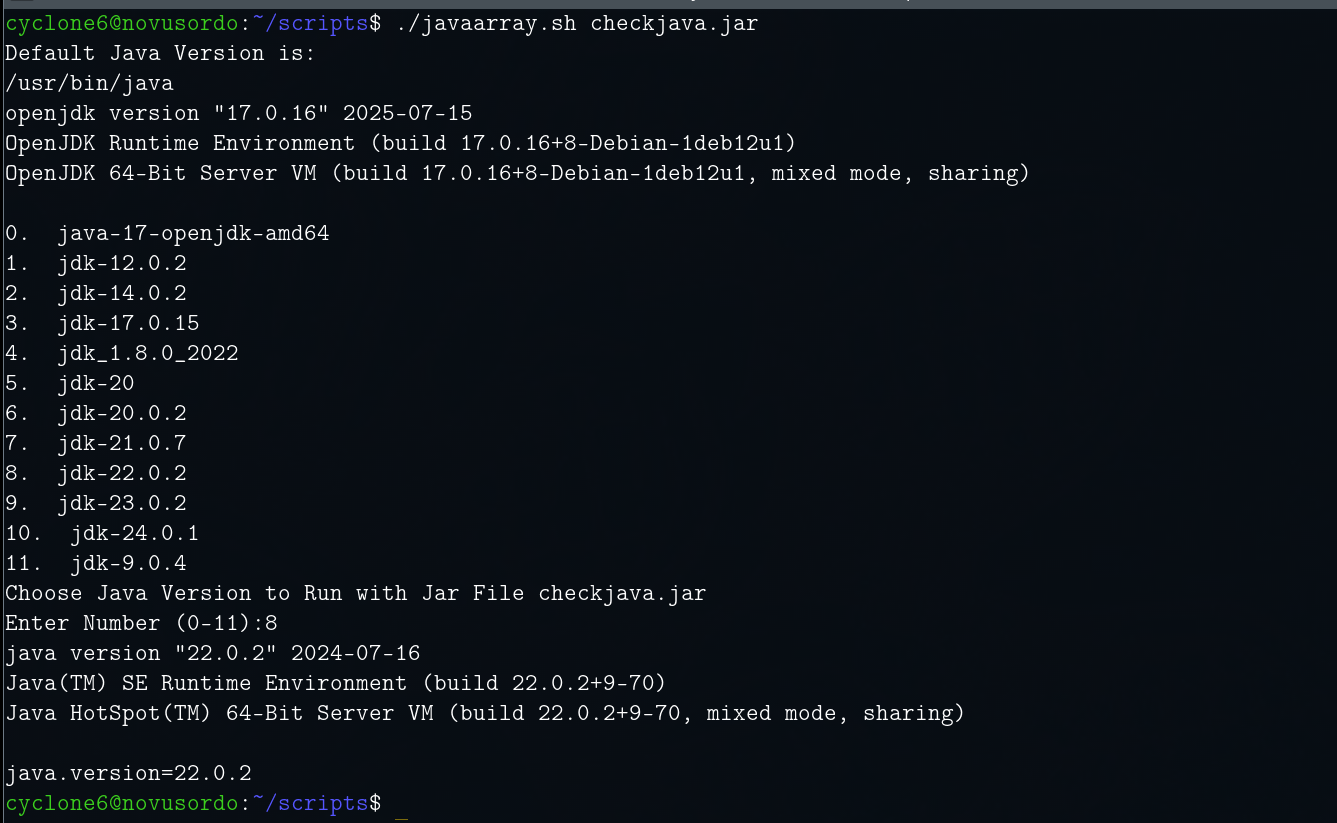 cyclone6@novusordo:~/scripts$ ./javaarray.sh checkjava.jar
Default Java Version is:
/usr/bin/java
openjdk version "17.0.16" 2025-07-15
OpenJDK Runtime Environment (build 17.0.16+8-Debian-1deb12u1)
OpenJDK 64-Bit Server VM (build 17.0.16+8-Debian-1deb12u1, mixed mode, sharing)

0.  java-17-openjdk-amd64
1.  jdk-12.0.2
2.  jdk-14.0.2
3.  jdk-17.0.15
4.  jdk_1.8.0_2022
5.  jdk-20
6.  jdk-20.0.2
7.  jdk-21.0.7
8.  jdk-22.0.2
9.  jdk-23.0.2
10.  jdk-24.0.1
11.  jdk-9.0.4
Choose Java Version to Run with Jar File checkjava.jar
Enter Number (0-11):8
java version "22.0.2" 2024-07-16
Java(TM) SE Runtime Environment (build 22.0.2+9-70)
Java HotSpot(TM) 64-Bit Server VM (build 22.0.2+9-70, mixed mode, sharing)

java.version=22.0.2
cyclone6@novusordo:~/scripts$ _